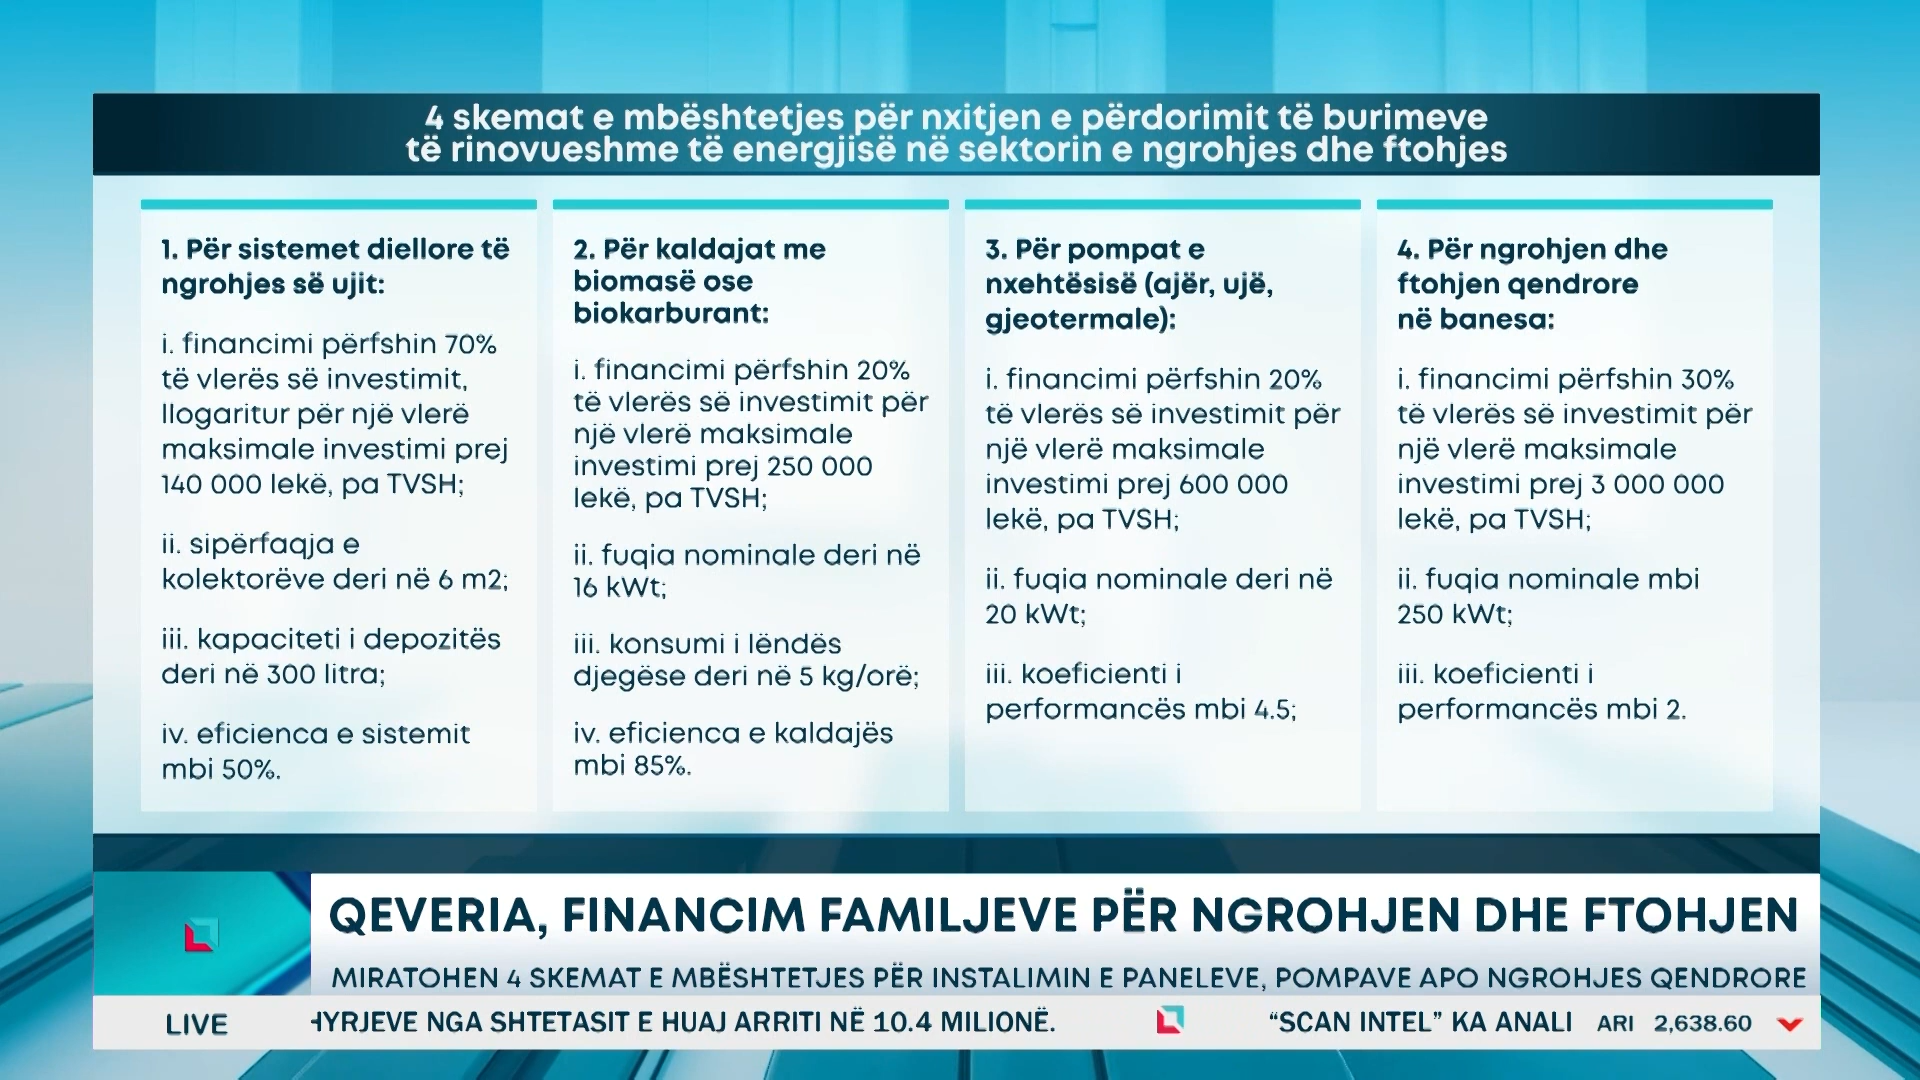 4 skemat e mbështetjes për nxitjen e përdorimit të burimeve
të rinovueshme të energjisë në sektorin e ngrohjes dhe ftohjes
1. Për sistemet diellore të
ngrohjes së ujit:
i. financimi përfshin 70%
të vlerës së investimit,
llogaritur për një vlerë
maksimale investimi prej
140 000 lekë, pa TVSH;
ii. sipërfaqja e
kolektorëve deri në 6 m2;
iii. kapaciteti i depozitës
deri në 300 litra;
iv. eficienca e sistemit
mbi 50%.
2. Për kaldajat me
biomasë ose
biokarburant:
i. financimi përfshin 20%
të vlerës së investimit për
një vlerë maksimale
investimi prej 250 000
lekë, pa TVSH;
ii. fuqia nominale deri në
16 kWt;
iii. konsumi i lëndës
djegëse deri në 5 kg/orë;
iv. eficienca e kaldajës
mbi 85%.
3. Për pompat e
nxehtësisë (ajër, ujë,
gjeotermale):
i. financimi përfshin 20%
të vlerës së investimit për
një vlerë maksimale
investimi prej 600 000
lekë, pa TVSH;
ii. fuqia nominale deri në
20 kWt;
iii. koeficienti i
performancës mbi 4.5;
4. Për ngrohjen dhe
ftohjen qendrore
në banesa:
i. financimi përfshin 30%
të vlerës së investimit për
një vlerë maksimale
investimi prej 3 000 000
lekë, pa TVSH;
ii. fuqia nominale mbi
250 kWt;
iii. koeficienti i
performancës mbi 2.
QEVERIA, FINANCIM FAMILJEVE PËR NGROHJEN DHE FTOHJEN
MIRATOHEN 4 SKEMAT E MBËSHTETJES PËR INSTALIMIN E PANELEVE, POMPAVE APO NGROHJES QENDRORE
LIVE HYRJEVE NGA SHTETASIT E HUAJ ARRITI NË 10.4 MILIONË. "SCAN INTEL" KA ANALI ARI 2,638.60